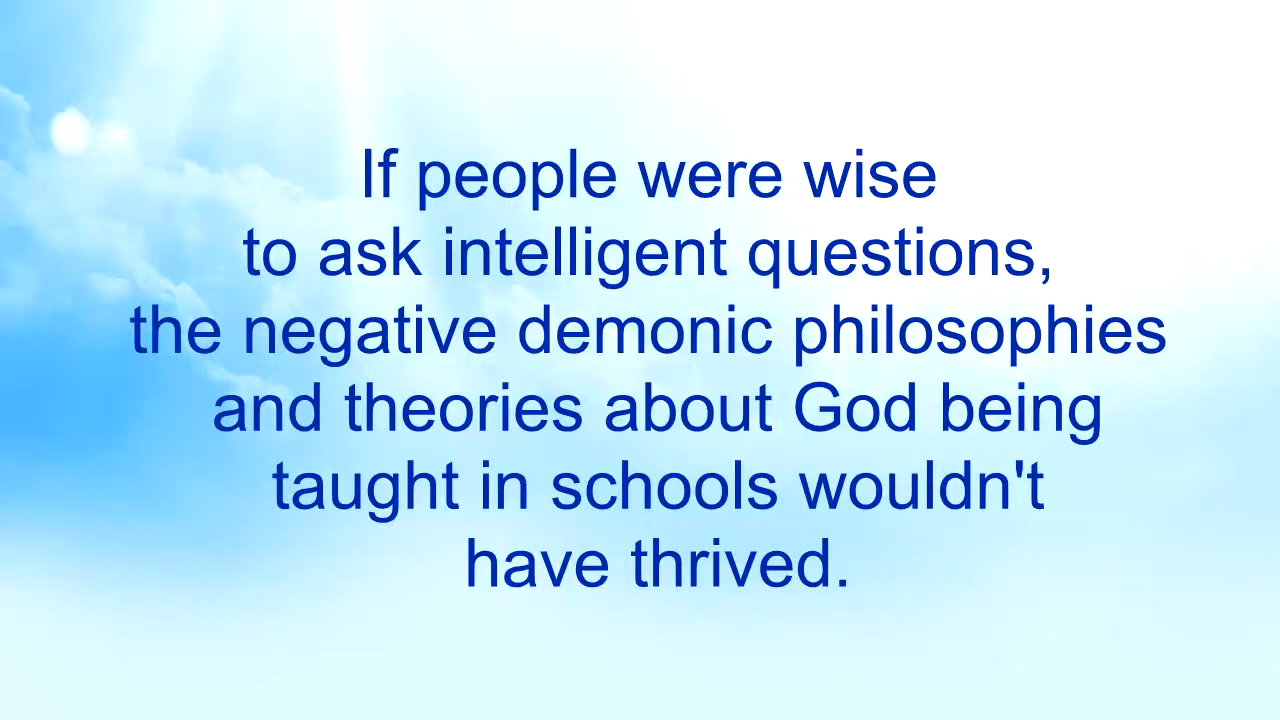 If people were wise
to ask intelligent questions,
the negative demonic philosophies
and theories about God being
taught in schools wouldn't
have thrived.